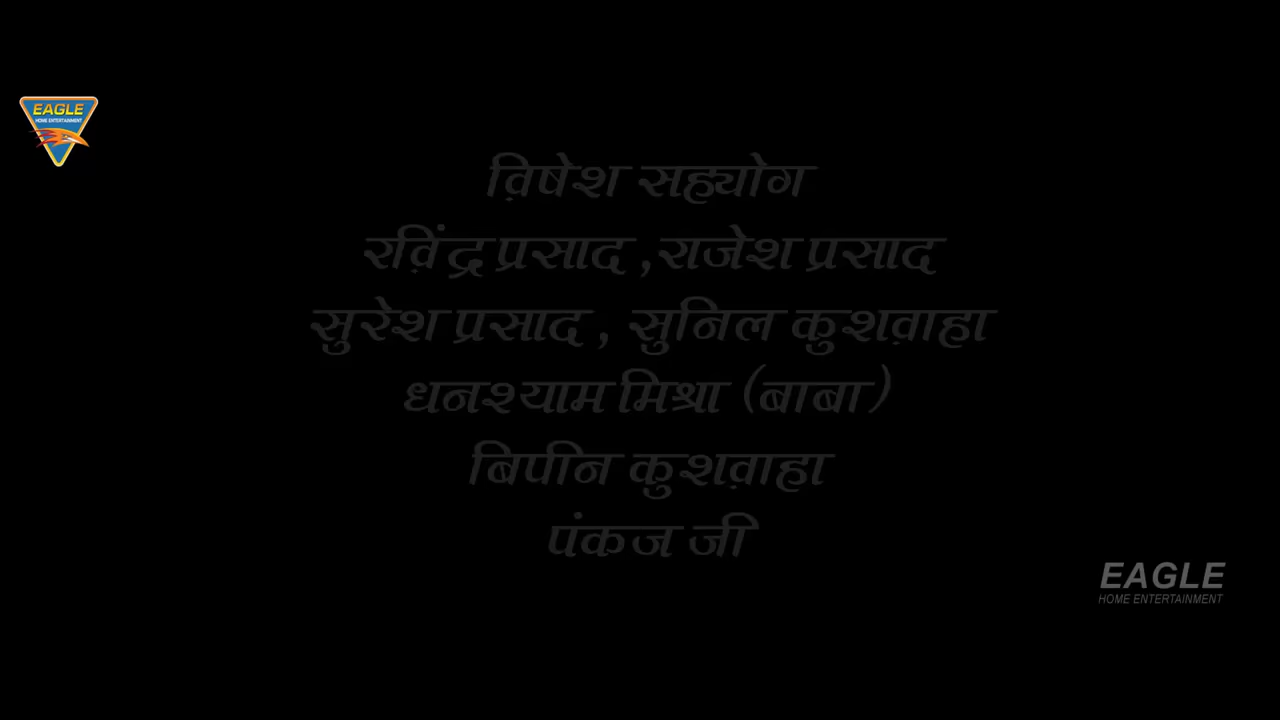 EAGLE
HOME ENTERTAINMENT
व़िषेश सहयोग
रव़िंद्र प्रसाद ,राजेश प्रसाद
सुरेश प्रसाद , सुनिल कुशव़ाहा
धनश्याम मिश्रा (बाबा)
बिपीन कुशव़ाहा
पंकज जी
EAGLE
HOME ENTERTAINMENT